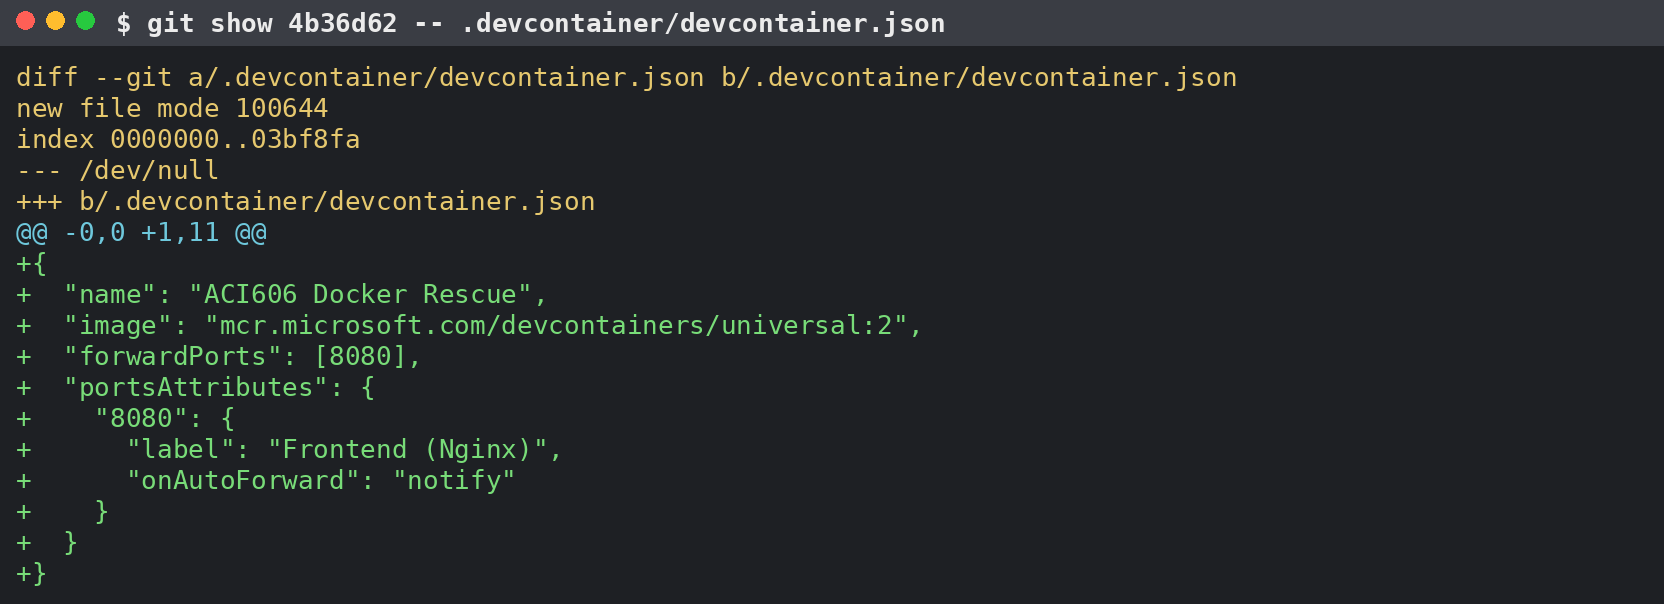 $ git show 4b36d62 -- .devcontainer/devcontainer.json
diff --git a/.devcontainer/devcontainer.json b/.devcontainer/devcontainer.json
new file mode 100644
index 0000000..03bf8fa
--- /dev/null
+++ b/.devcontainer/devcontainer.json
@@ -0,0 +1,11 @@
+{
+  "name": "ACI606 Docker Rescue",
+  "image": "mcr.microsoft.com/devcontainers/universal:2",
+  "forwardPorts": [8080],
+  "portsAttributes": {
+    "8080": {
+      "label": "Frontend (Nginx)",
+      "onAutoForward": "notify"
+    }
+  }
+}